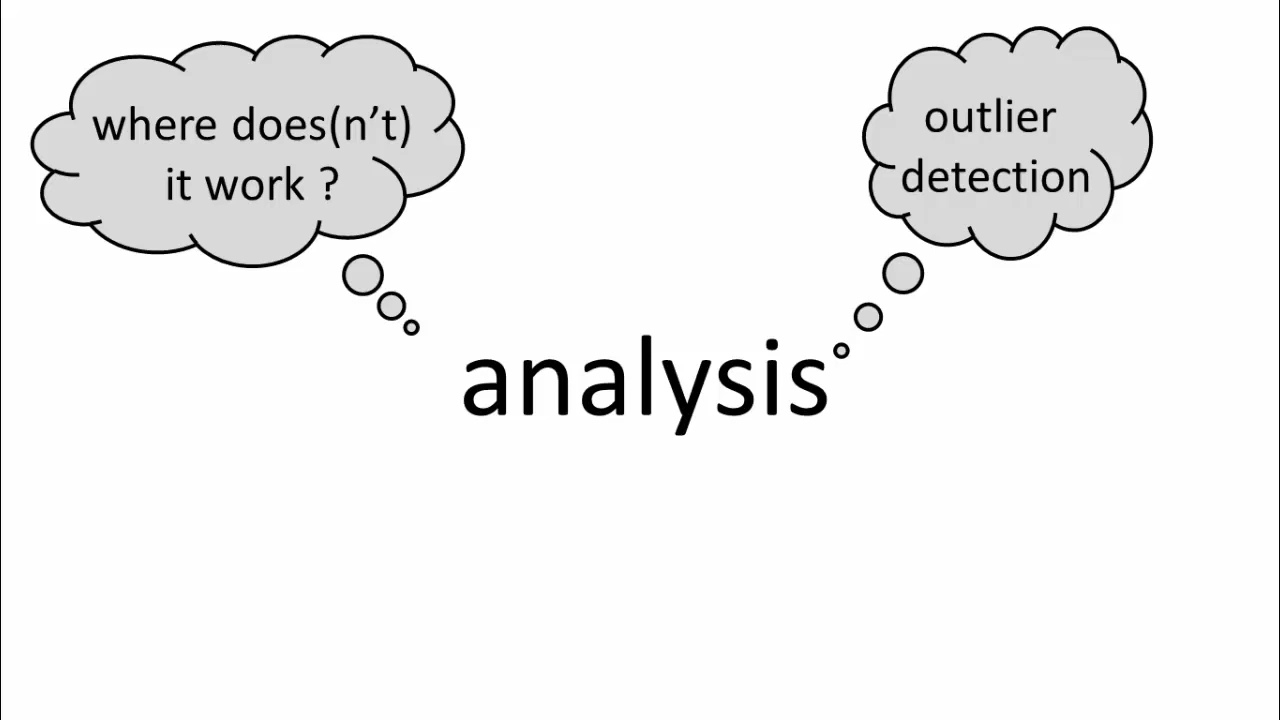 where does(n’t)
it work ?
outlier
detection
analysis